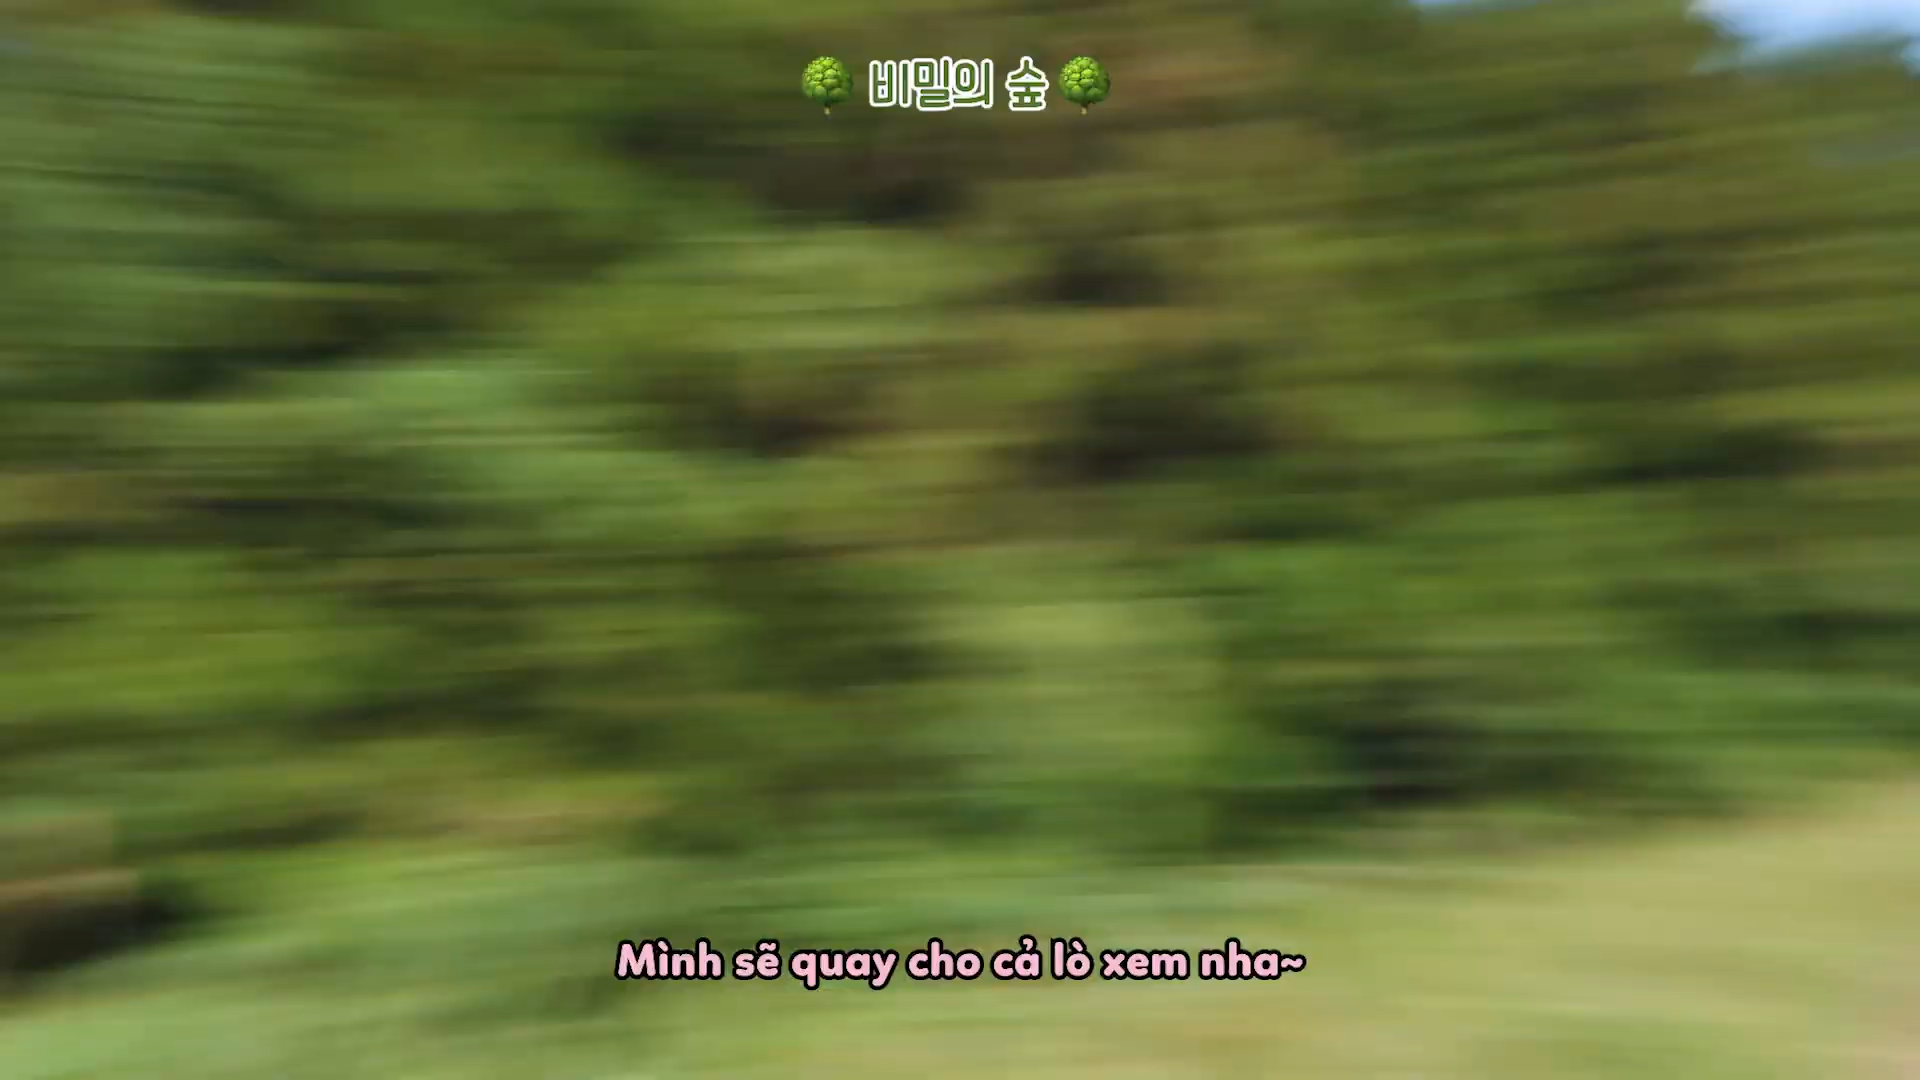 🌳 비밀의 숲 🌳
Mình sẽ quay cho cả lò xem nha~